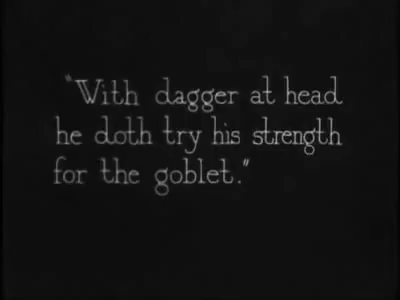 "With dagger at head
he doth try his strength
for the goblet."